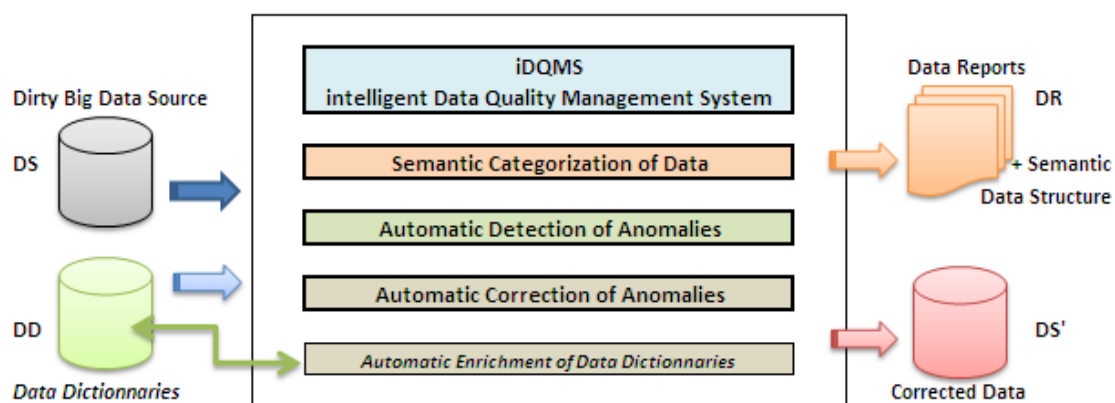 iDQMS
intelligent Data Quality Management System
Dirty Big Data Source
DS
Semantic Categorization of Data
Automatic Detection of Anomalies
DD
Data Dictionnaries
Automatic Correction of Anomalies
Automatic Enrichment of Data Dictionnaries
Data Reports
DR
+ Semantic
Data Structure
DS'
Corrected Data